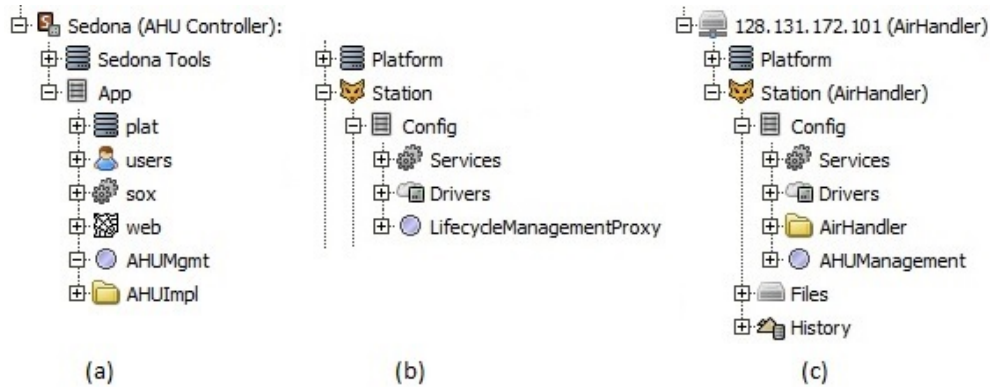 Sedona (AHU Controller):
Sedona Tools
App
plat
users
sox
web
AHUMgmt
AHUImpl
(a)
Platform
Station
Config
Services
Drivers
LifecycleManagementProxy
(b)
128.131.172.101 (AirHandler)
Platform
Station (AirHandler)
Config
Services
Drivers
AirHandler
AHUManagement
Files
History
(c)